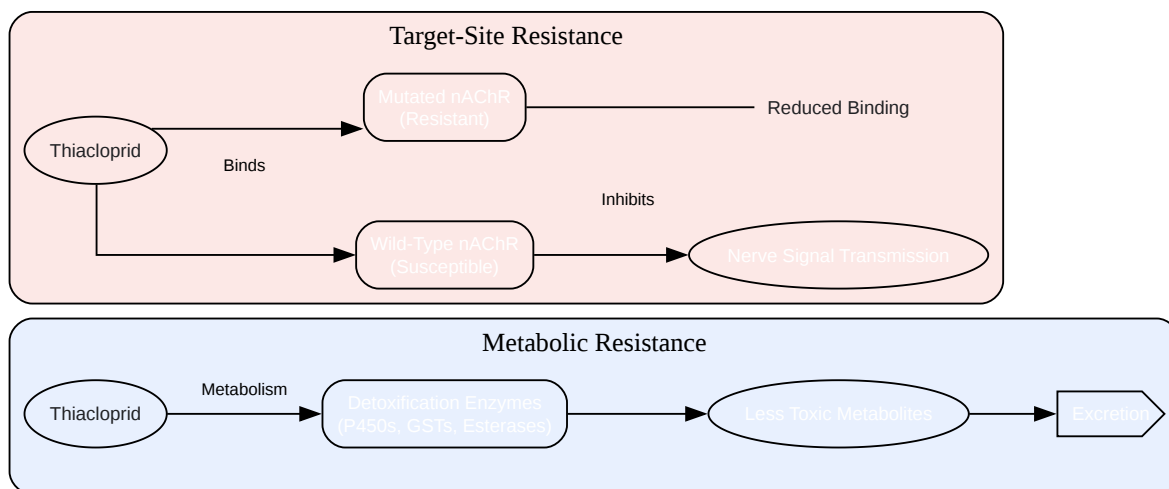 Target-Site Resistance
Mutated nAChR
(Resistant)
Reduced Binding
Thiacloprid
Binds
Inhibits
Wild-Type nAChR
(Susceptible)
Nerve Signal Transmission
Metabolic Resistance
Metabolism
Thiacloprid
Detoxification Enzymes
(P450s, GSTs, Esterases)
Less Toxic Metabolites
Excretion